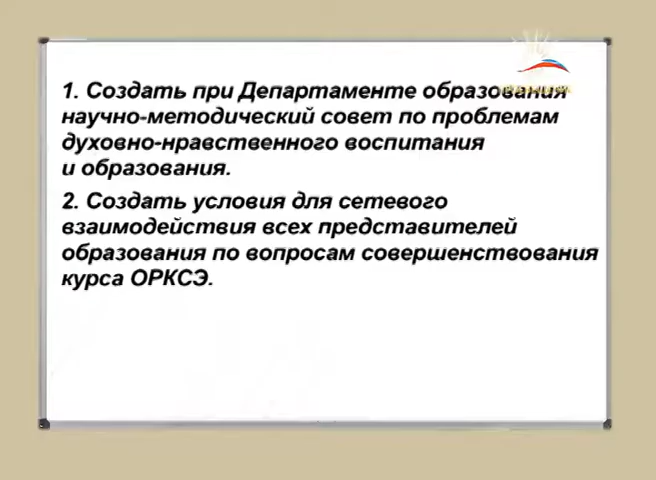 1. Создать при Департаменте образования
научно-методический совет по проблемам
духовно-нравственного воспитания
и образования.
2. Создать условия для сетевого
взаимодействия всех представителей
образования по вопросам совершенствования
курса ОРКСЭ.